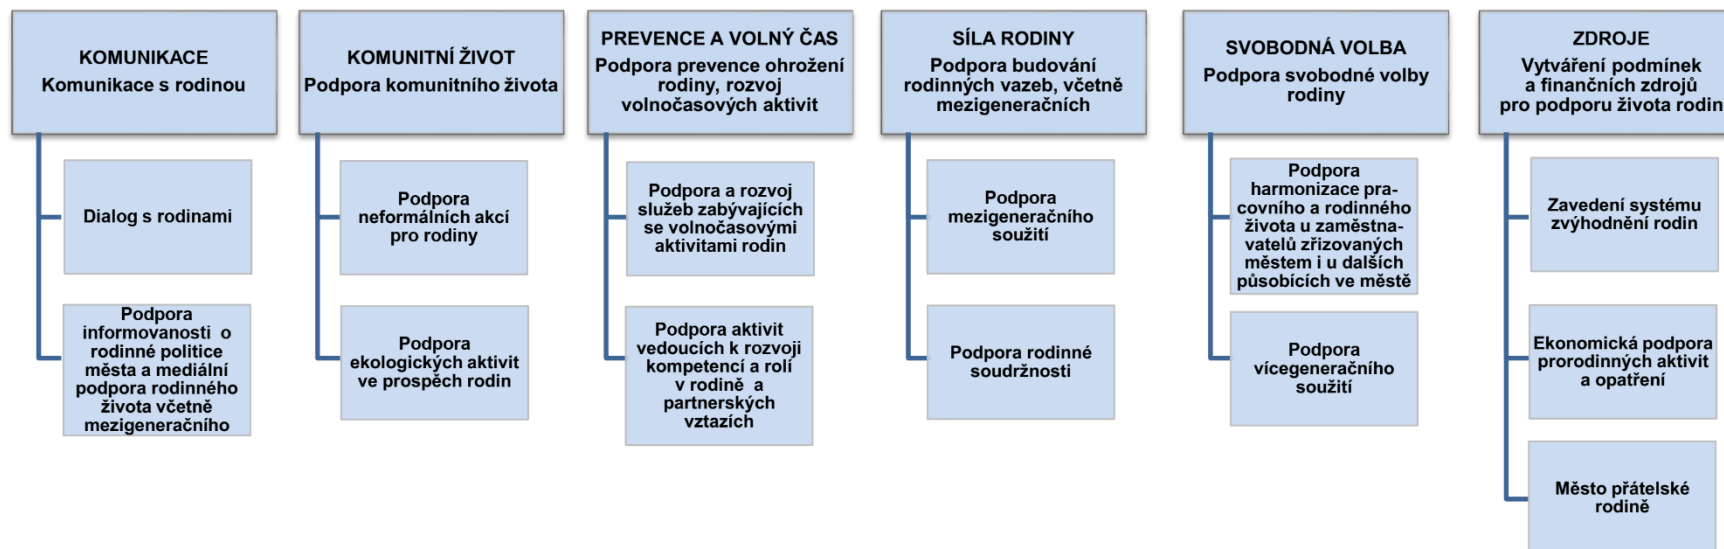 KOMUNIKACE
Komunikace s rodinou
Dialog s rodinami
Podpora
informovanosti o
rodinné politice
města a mediální
podpora rodinného
života včetně
mezigeneračního
KOMUNITNÍ ŽIVOT
Podpora komunitního života
Podpora
neformálních akcí
pro rodiny
Podpora
ekologických aktivit
ve prospěch rodin
PREVENCE A VOLNÝ ČAS
Podpora prevence ohrožení
rodiny, rozvoj
volnočasových aktivit
Podpora a rozvoj
služeb zabývajících
se volnočasovými
aktivitami rodin
Podpora aktivit
vedoucích k rozvoji
kompetencí a rolí
v rodině a
partnerských
vztazích
SÍLA RODINY
Podpora budování
rodinných vazeb, včetně
mezigeneračních
Podpora
mezigeneračního
soužití
Podpora rodinné
soudržnosti
SVOBODNÁ VOLBA
Podpora svobodné volby
rodiny
Podpora
harmonizace pra-
covního a rodinného
života u zaměstna-
vatelů zřizovaných
městem i u dalších
působících ve městě
Podpora
vícegeneračního
soužití
ZDROJE
Vytváření podmínek
a finančních zdrojů
pro podporu života rodin
Zavedení systému
zvýhodnění rodin
Ekonomická podpora
prorodinných aktivit
a opatření
Město přátelské
rodině